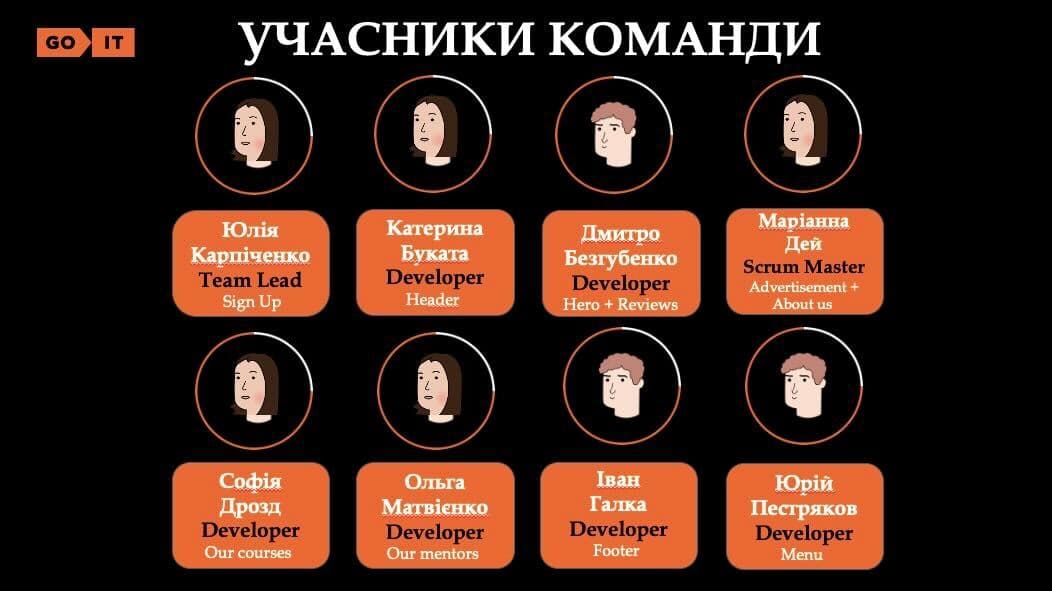 GO IT
УЧАСНИКИ КОМАНДИ
Юлія
Карпіченко
Team Lead
Sign Up
Катерина
Буката
Developer
Header
Дмитро
Безгубенко
Developer
Hero + Reviews
Маріанна
Дей
Scrum Master
Advertisement +
About us
Софія
Дрозд
Developer
Our courses
Ольга
Матвієнко
Developer
Our mentors
Іван
Галка
Developer
Footer
Юрій
Пестряков
Developer
Menu